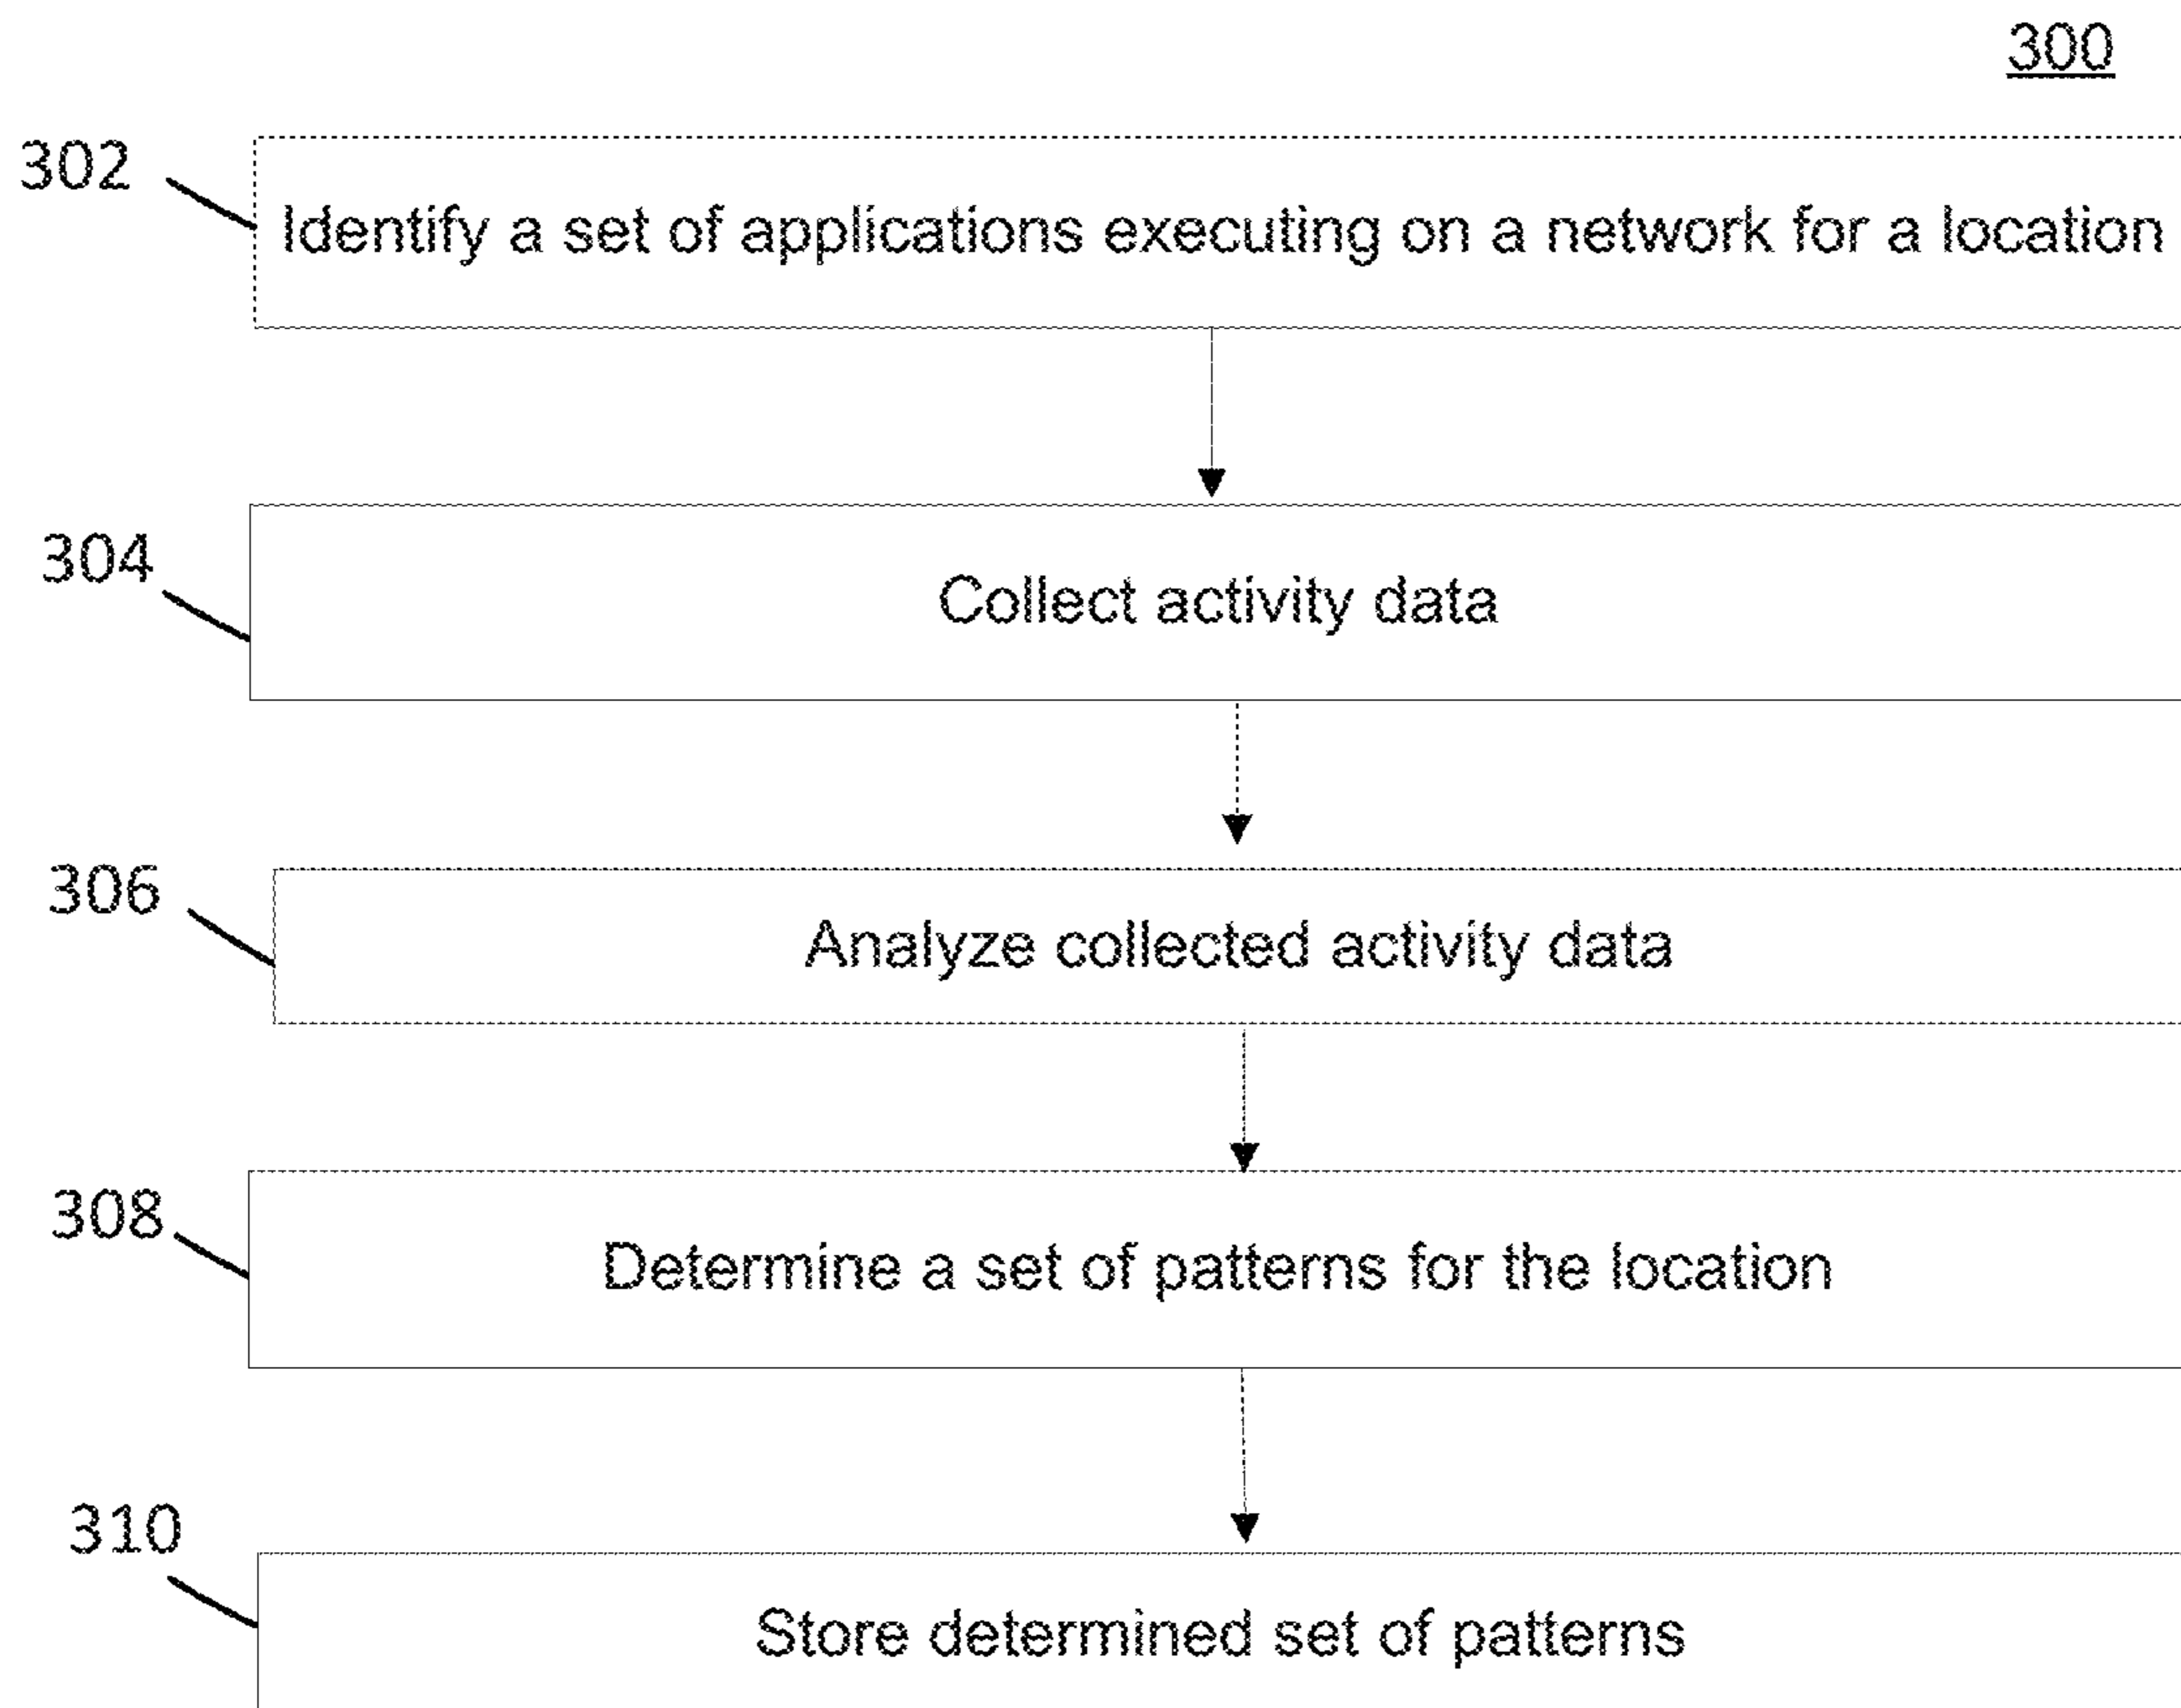 300
302
Identify a set of applications executing on a network for a location
304
Collect activity data
306
Analyze collected activity data
308
Determine a set of patterns for the location
310
Store determined set of patterns